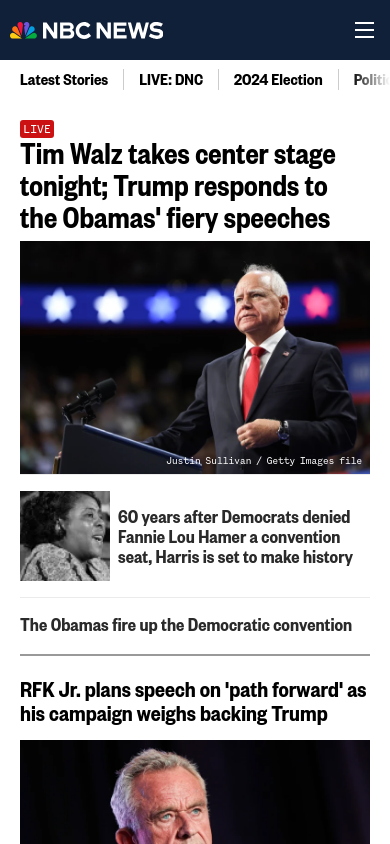 NBC NEWS
Latest Stories
LIVE: DNC
2024 Election
LIVE
Tim Walz takes center stage
tonight; Trump responds to
the Obamas' fiery speeches
Justin Sullivan / Getty Images file
60 years after Democrats denied
Fannie Lou Hamer a convention
seat, Harris is set to make history
The Obamas fire up the Democratic convention
RFK Jr. plans speech on 'path forward' as
his campaign weighs backing Trump